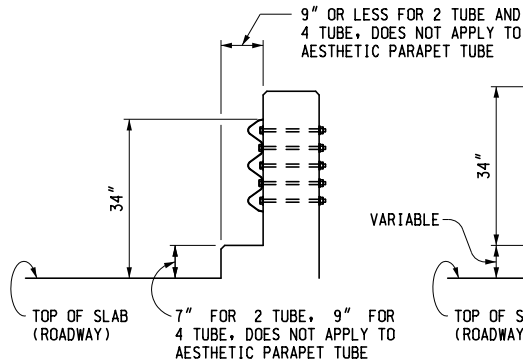 9" OR LESS FOR 2 TUBE AND
4 TUBE, DOES NOT APPLY TO
AESTHETIC PARAPET TUBE
34"
34"
VARIABLE
TOP OF SLAB
(ROADWAY)
7" FOR 2 TUBE, 9" FOR
4 TUBE, DOES NOT APPLY TO
AESTHETIC PARAPET TUBE
TOP OF S
(ROADWAY